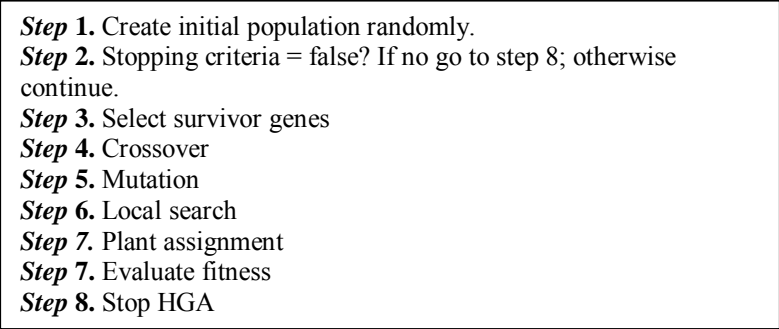 Step 1. Create initial population randomly.
Step 2. Stopping criteria = false? If no go to step 8; otherwise
continue.
Step 3. Select survivor genes
Step 4. Crossover
Step 5. Mutation
Step 6. Local search
Step 7. Plant assignment
Step 7. Evaluate fitness
Step 8. Stop HGA